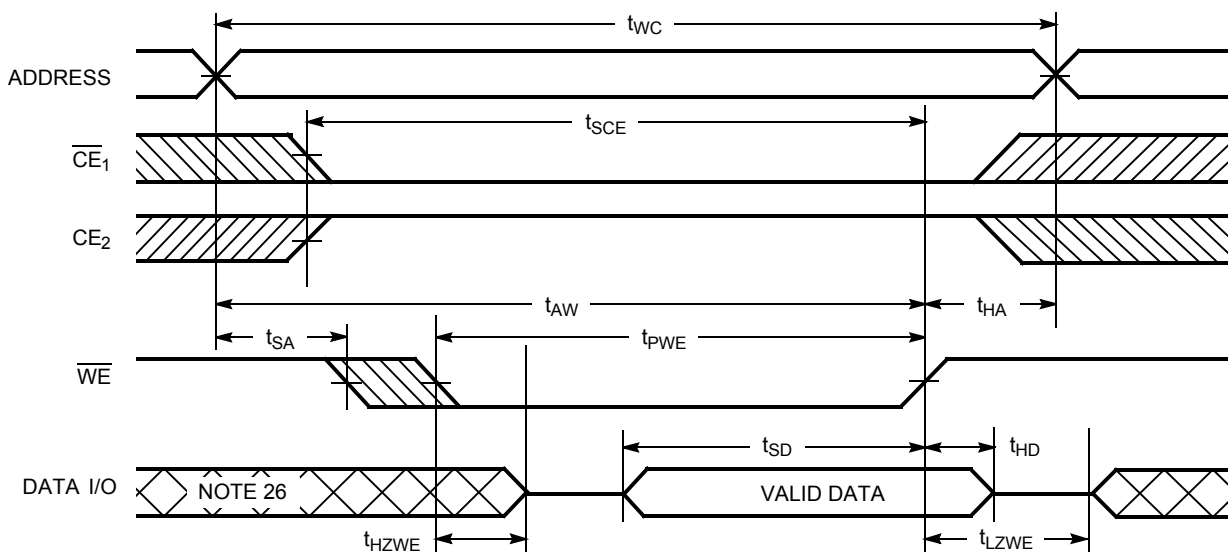 tWC
ADDRESS
tSCE
CE1
CE2
tAW
tHA
tSA
tPWE
WE
tSD
tHD
DATA I/O
NOTE 26
VALID DATA
tHZWE
tLZWE